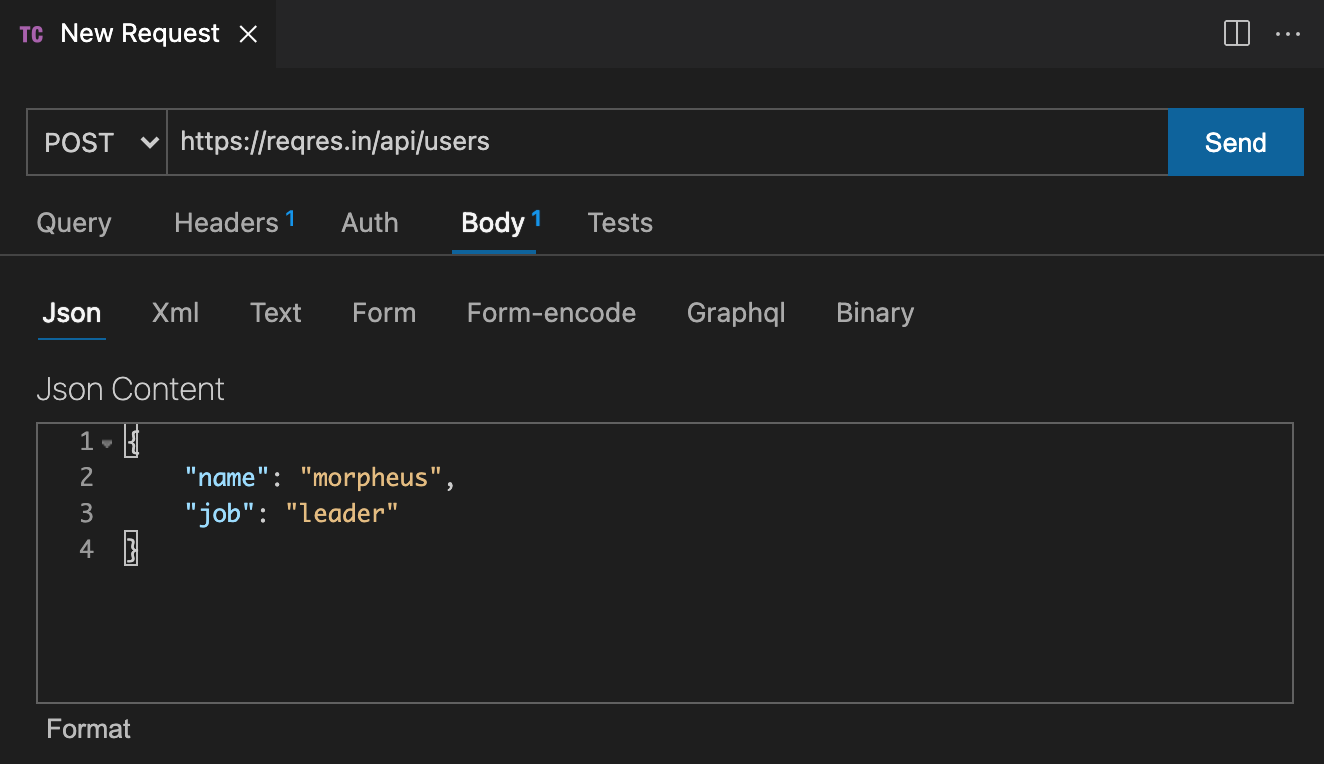 TC New Request
POST https://reqres.in/api/users Send
Query Headers 1 Auth Body 1 Tests
Json Xml Text Form Form-encode Graphql Binary
Json Content
1 {
2 "name": "morpheus",
3 "job": "leader"
4 }
Format